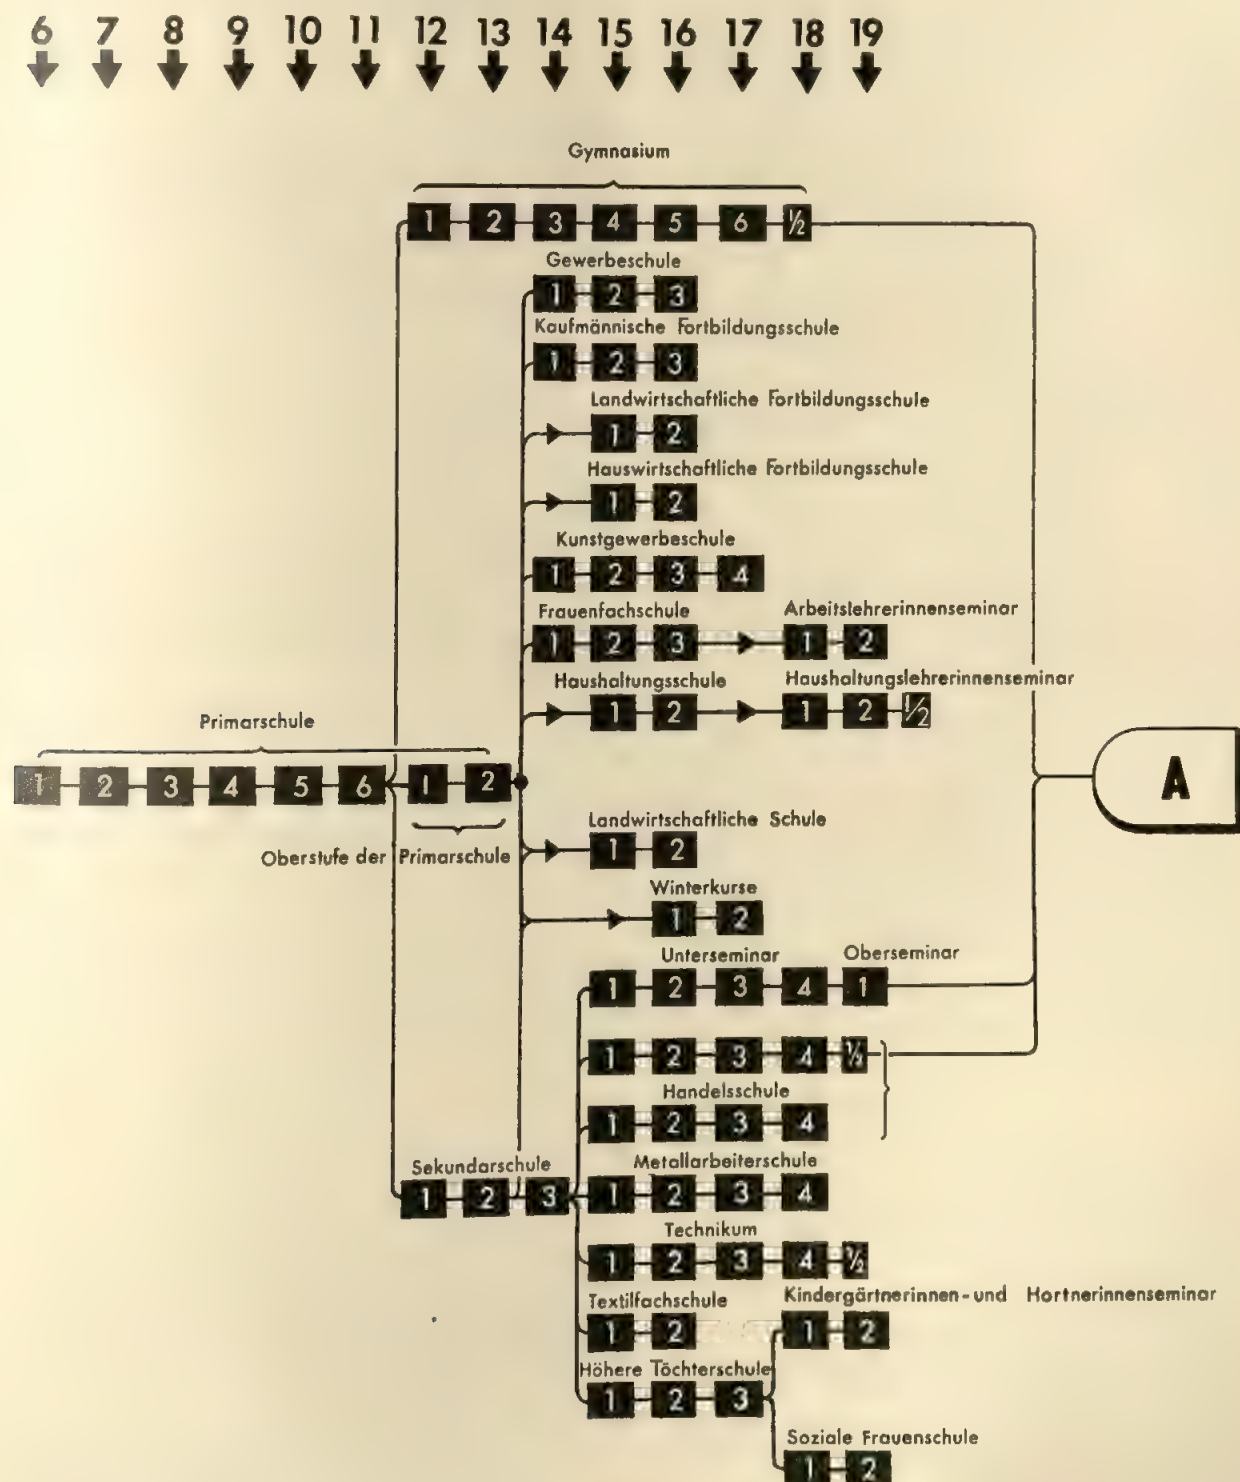 6 7 8 9 10 11 12 13 14 15 16 17 18 19
Gymnasium
1 2 3 4 5 6 ½
Gewerbeschule
1 2 3
Kaufmännische Fortbildungsschule
1 2 3
Landwirtschaftliche Fortbildungsschule
1 2
Hauswirtschaftliche Fortbildungsschule
1 2
Kunstgewerbeschule
1 2 3 4
Frauenfachschule Arbeitslehrerinnenseminar
1 2 3 1 2
Haushaltungsschule Haushaltungslehrerinnenseminar
1 2 1 2 ½
Primarschule
1 2 3 4 5 6 1 2
A
Landwirtschaftliche Schule
1 2
Oberstufe der Primarschule
Winterkurse
1 2
Unterseminar Oberseminar
1 2 3 4 1
1 2 3 4 ½
Handelsschule
1 2 3 4
Sekundarschule
1 2 3
Metallarbeiterschule
1 2 3 4
Technikum
1 2 3 4 ½
Textilfachschule Kindergärtnerinnen- und Hortnerinnenseminar
1 2 1 2
Höhere Töchterschule
1 2 3
Soziale Frauenschule
1 2